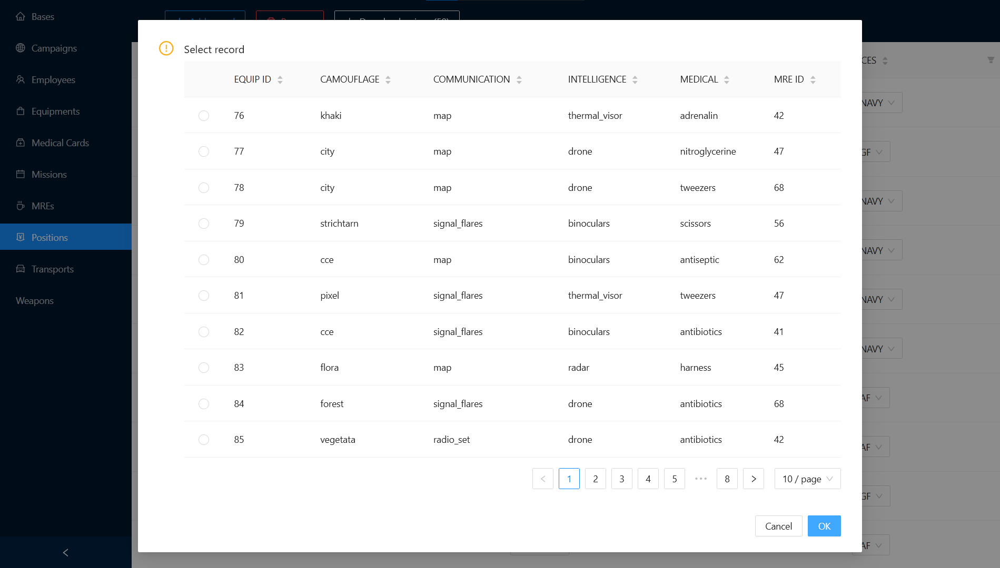 Bases
Campaigns
Employees
Equipments
Medical Cards
Missions
MREs
Positions
Transports
Weapons
Select record
EQUIP ID CAMOUFLAGE COMMUNICATION INTELLIGENCE MEDICAL MRE ID
76 khaki map thermal_visor adrenalin 42
77 city map drone nitroglycerine 47
78 city map drone tweezers 68
79 strichtarn signal_flares binoculars scissors 56
80 cce map binoculars antiseptic 62
81 pixel signal_flares thermal_visor tweezers 47
82 cce signal_flares binoculars antibiotics 41
83 flora map radar harness 45
84 forest signal_flares drone antibiotics 68
85 vegetata radio_set drone antibiotics 42
1 2 3 4 5 ••• 8 10 / page
Cancel OK
CES
NAVY
GF
NAVY
NAVY
NAVY
NAVY
AF
AF
GF
AF